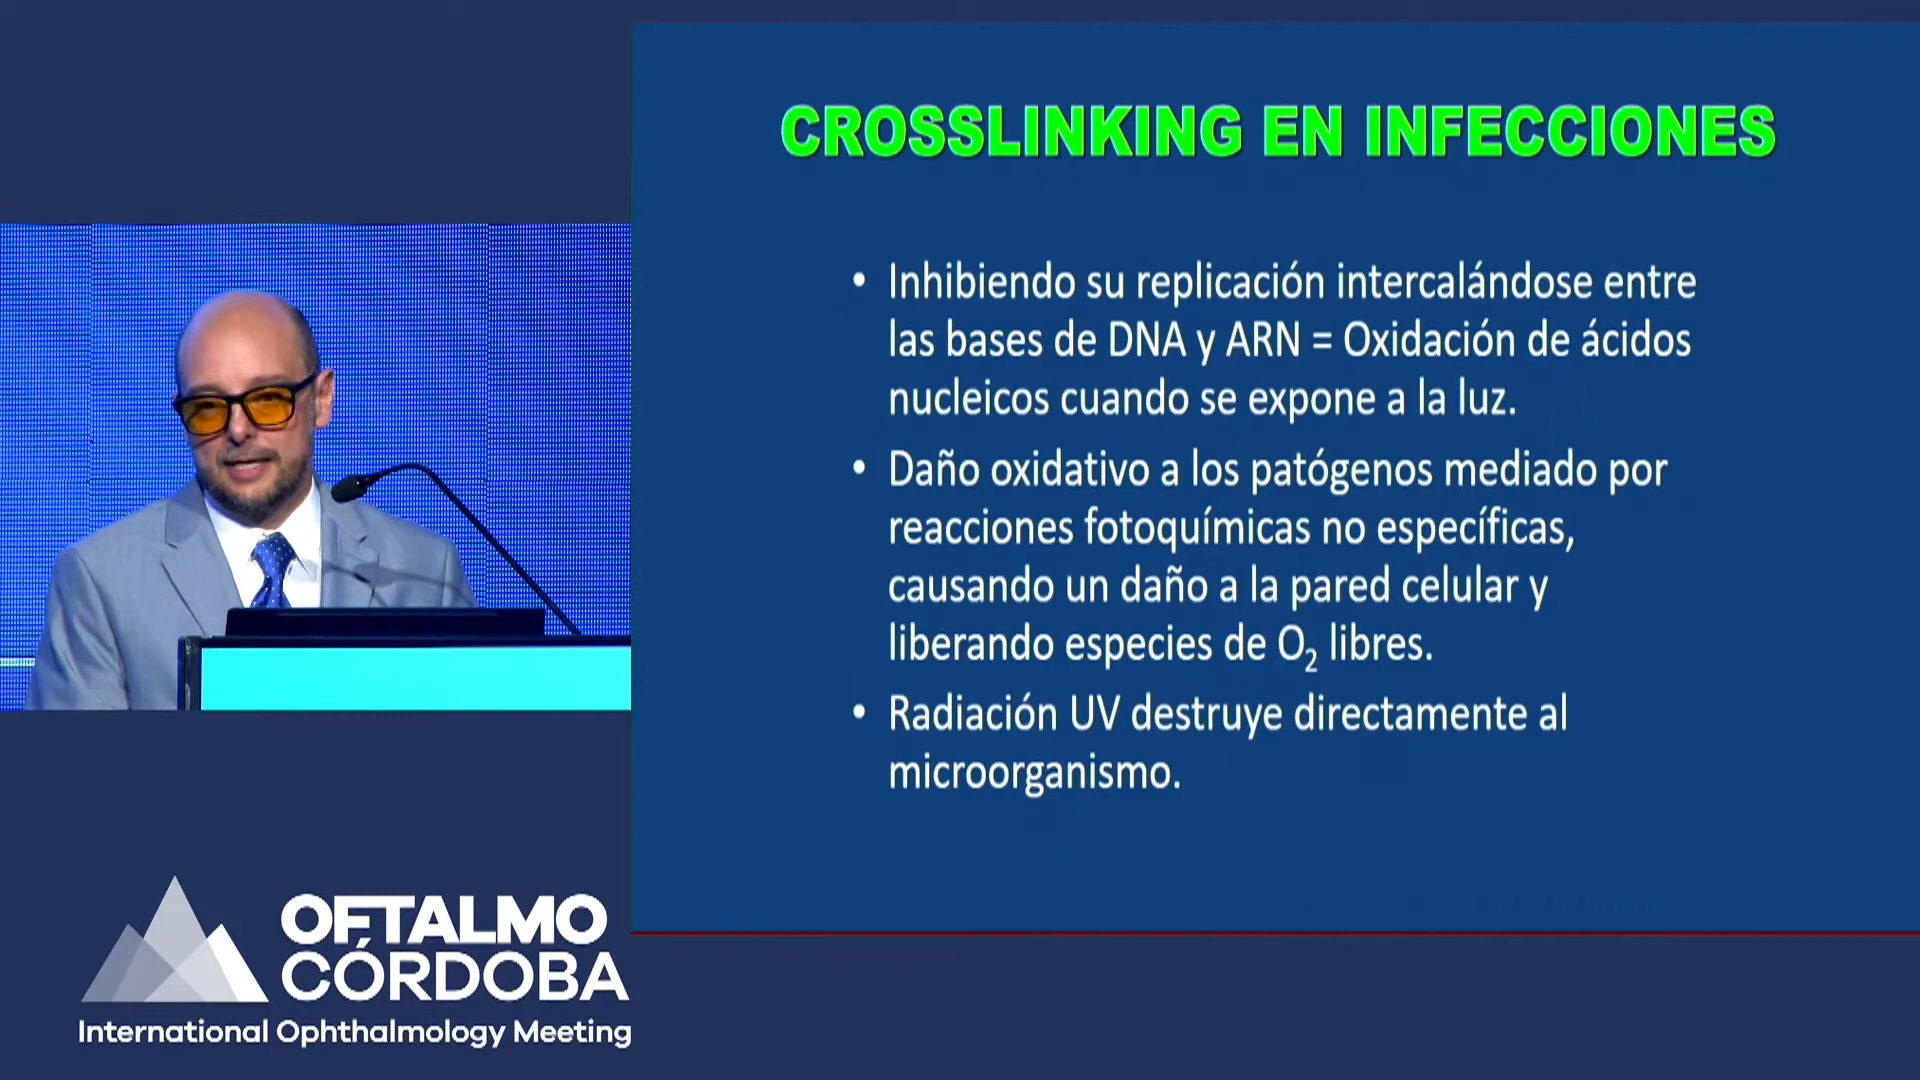 CROSSLINKING EN INFECCIONES
• Inhibiendo su replicación intercalándose entre
las bases de DNA y ARN = Oxidación de ácidos
nucleicos cuando se expone a la luz.
• Daño oxidativo a los patógenos mediado por
reacciones fotoquímicas no específicas,
causando un daño a la pared celular y
liberando especies de O₂ libres.
• Radiación UV destruye directamente al
microorganismo.
OFTALMO
CÓRDOBA
International Ophthalmology Meeting